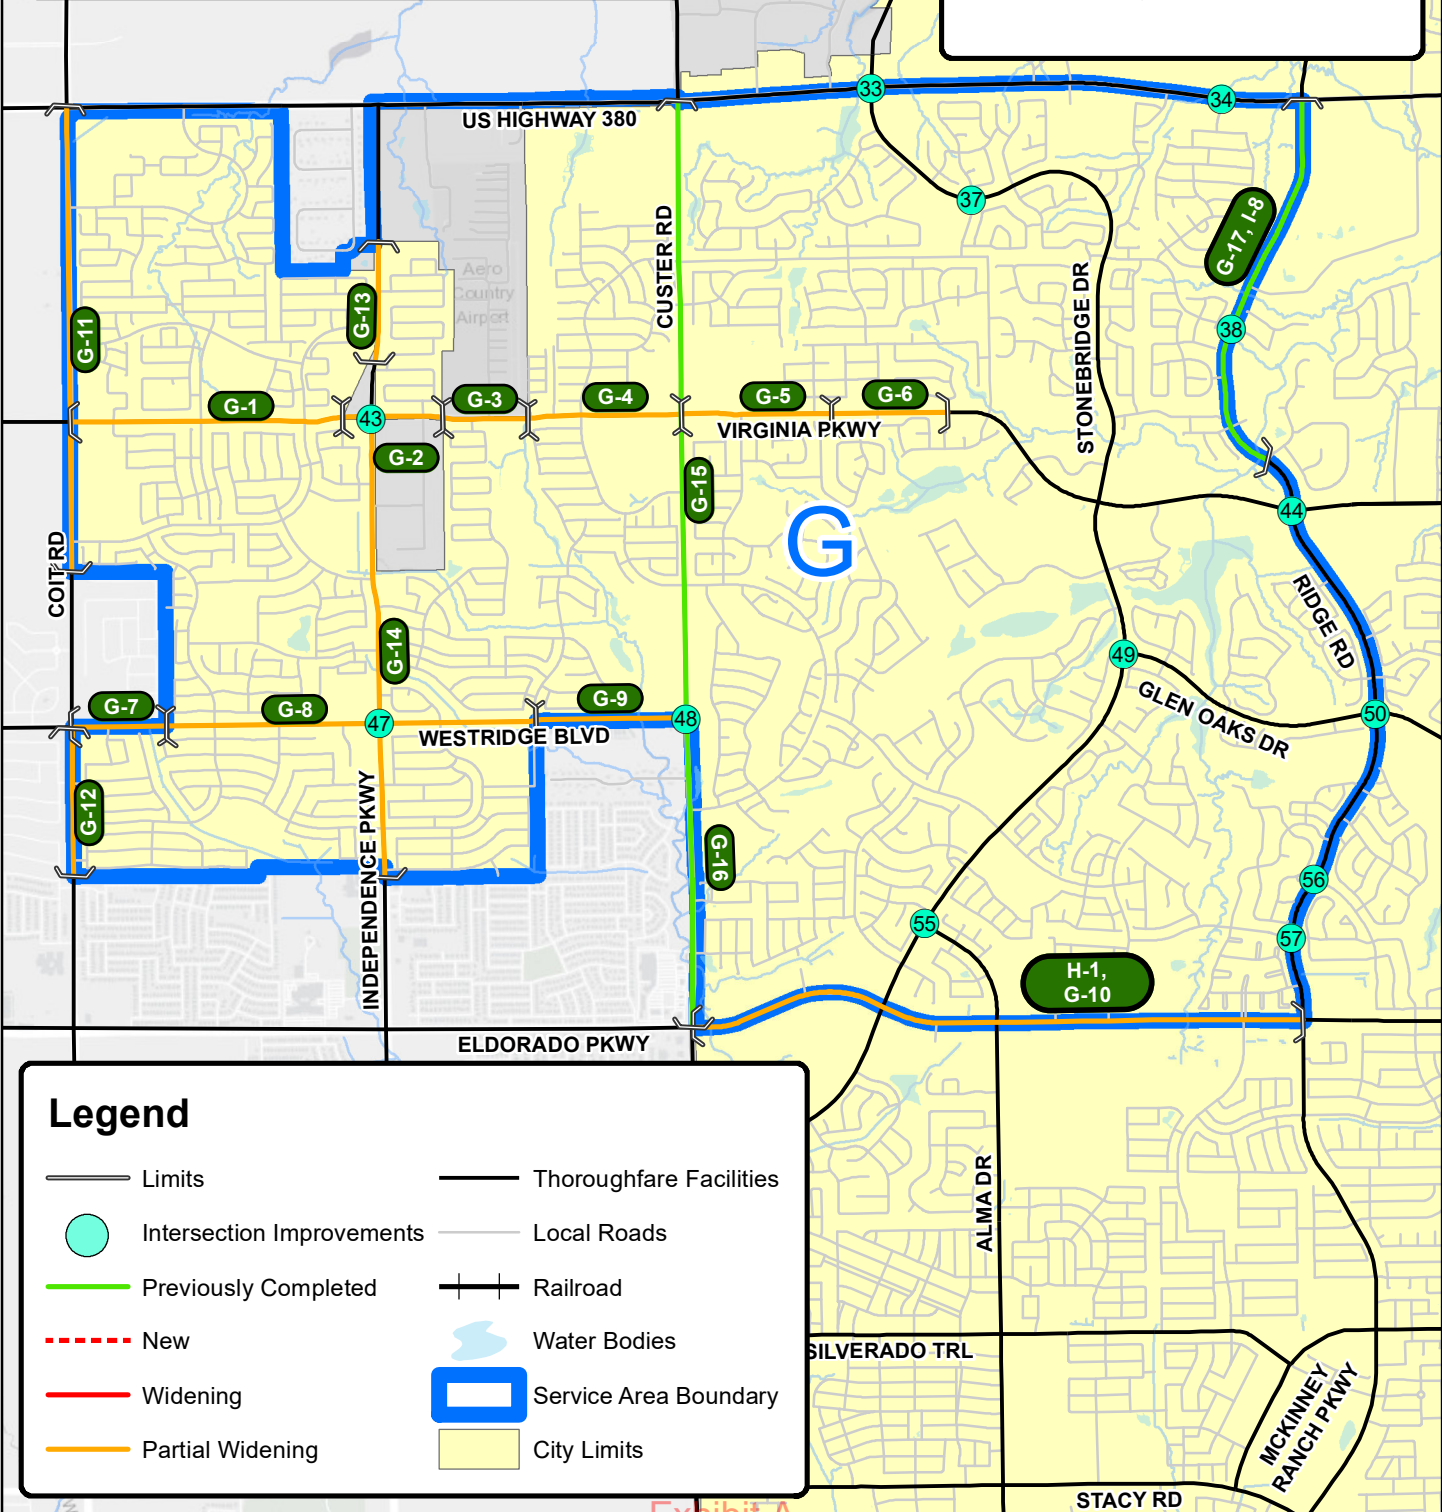 33
34
US HIGHWAY 380
37
G-17, I-8
CUSTER RD
STONEBRIDGE DR
Aero
Country
Airport
G-13
G-11
38
G-1
43
G-3
G-4
G-5
G-6
VIRGINIA PKWY
G-2
G-15
G
44
COIT RD
RIDGE RD
G-14
49
GLEN OAKS DR
50
G-7
G-8
47
G-9
48
WESTRIDGE BLVD
G-12
INDEPENDENCE PKWY
G-16
56
55
57
H-1,
G-10
ELDORADO PKWY
Legend
Limits
Intersection Improvements
Previously Completed
New
Widening
Partial Widening
Thoroughfare Facilities
Local Roads
Railroad
Water Bodies
Service Area Boundary
City Limits
ALMA DR
SILVERADO TRL
MCKINNEY
RANCH PKWY
STACY RD
Exhibit A